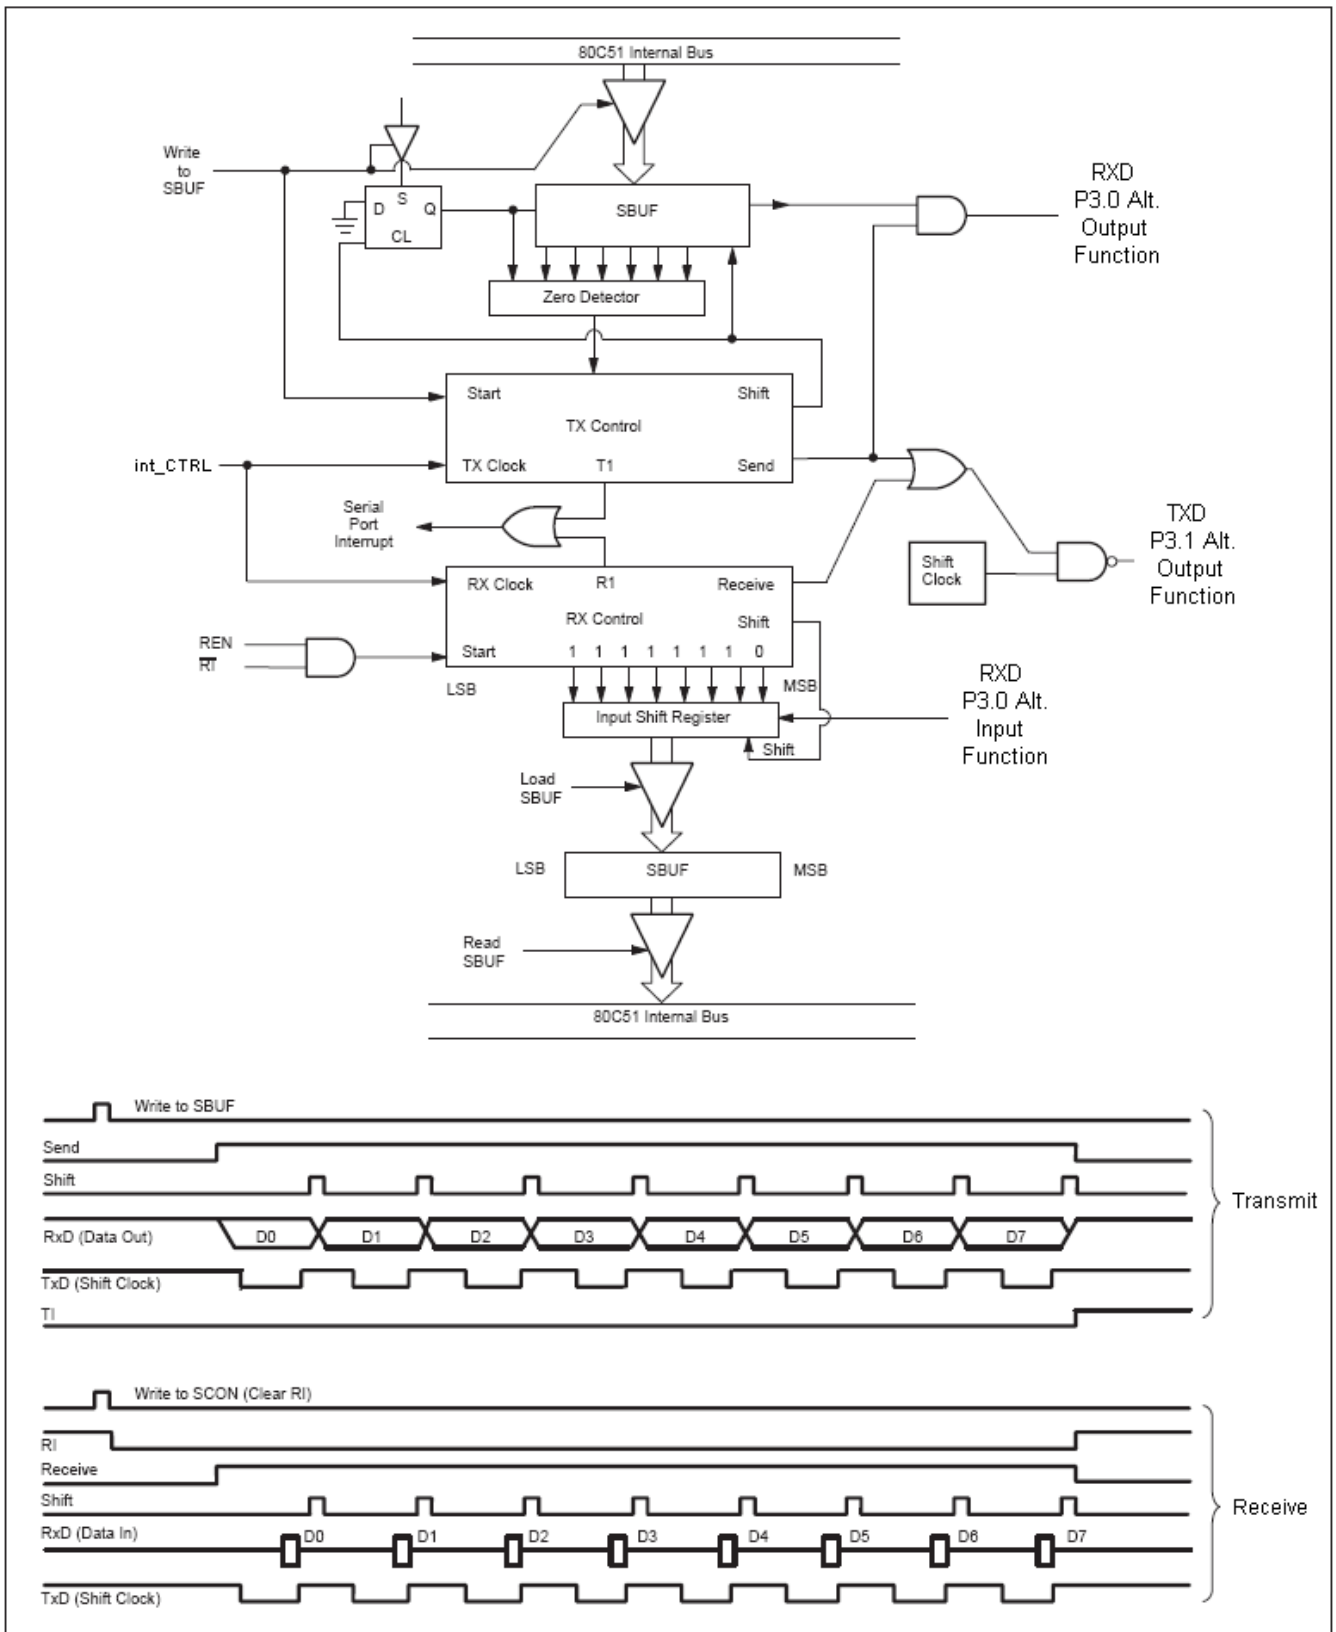 80C51 Internal Bus
Write
to
SBUF
D
S
Q
CL
SBUF
RXD
P3.0 Alt.
Output
Function
Zero Detector
Start
Shift
TX Control
int_CTRL
TX Clock
T1
Send
Serial
Port
Interrupt
TXD
P3.1 Alt.
Output
Function
Shift
Clock
RX Clock
R1
Receive
RX Control
Shift
REN
R̅I̅
Start
1 1 1 1 1 1 1 0
LSB
MSB
RXD
P3.0 Alt.
Input
Function
Input Shift Register
Shift
Load
SBUF
LSB
SBUF
MSB
Read
SBUF
80C51 Internal Bus
Write to SBUF
Send
Shift
RxD (Data Out)
D0 D1 D2 D3 D4 D5 D6 D7
TxD (Shift Clock)
TI
Transmit
Write to SCON (Clear RI)
RI
Receive
Shift
RxD (Data In)
D0 D1 D2 D3 D4 D5 D6 D7
TxD (Shift Clock)
Receive